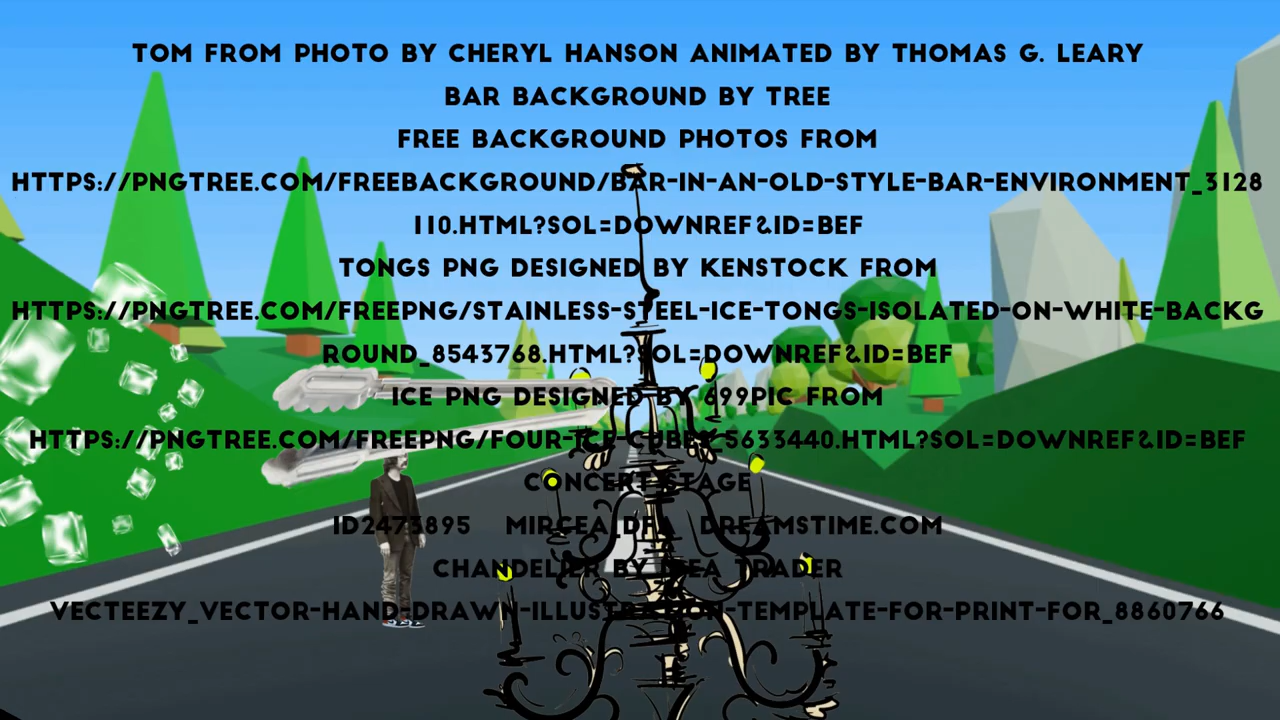 TOM FROM PHOTO BY CHERYL HANSON ANIMATED BY THOMAS G. LEARY
BAR BACKGROUND BY TREE
FREE BACKGROUND PHOTOS FROM
HTTPS://PNGTREE.COM/FREEBACKGROUND/BAR-IN-AN-OLD-STYLE-BAR-ENVIRONMENT_3128
110.HTML?SOL=DOWNREF&ID=BEF
TONGS PNG DESIGNED BY KENSTOCK FROM
HTTPS://PNGTREE.COM/FREEPNG/STAINLESS-STEEL-ICE-TONGS-ISOLATED-ON-WHITE-BACKG
ROUND_8543768.HTML?SOL=DOWNREF&ID=BEF
ICE PNG DESIGNED BY 699PIC FROM
HTTPS://PNGTREE.COM/FREEPNG/FOUR-ICE-CUBES_5633440.HTML?SOL=DOWNREF&ID=BEF
CONCERT STAGE
ID2473895 MIRCEA DFA DREAMSTIME.COM
CHANDELIER BY IDEA TRADER
VECTEEZY_VECTOR-HAND-DRAWN-ILLUSTRATION-TEMPLATE-FOR-PRINT-FOR_8860766